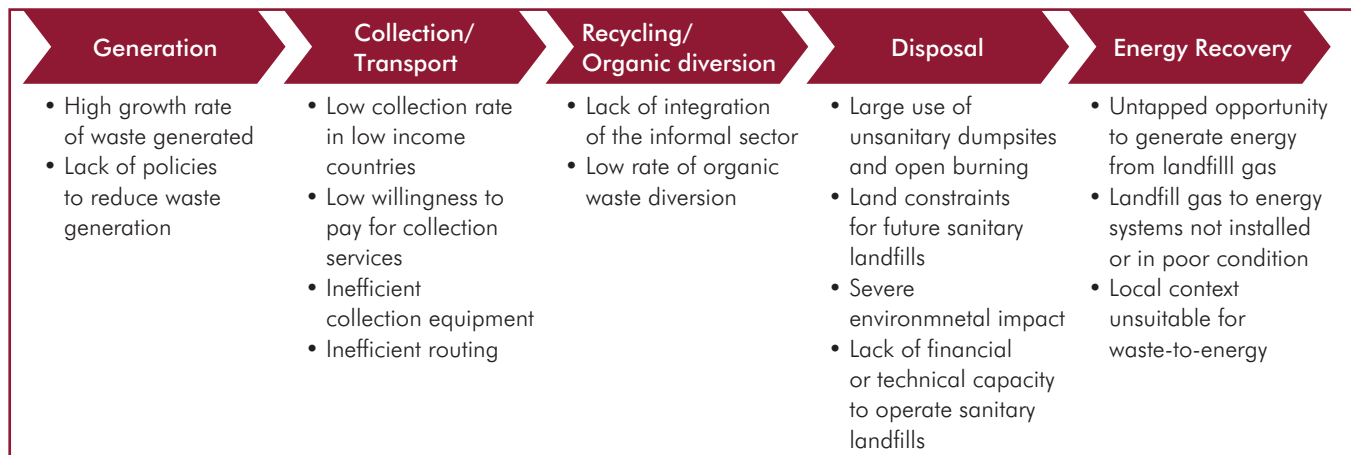 Generation
• High growth rate
of waste generated
• Lack of policies
to reduce waste
generation
Collection/
Transport
• Low collection rate
in low income
countries
• Low willingness to
pay for collection
services
• Inefficient
collection equipment
• Inefficient routing
Recycling/
Organic diversion
• Lack of integration
of the informal sector
• Low rate of organic
waste diversion
Disposal
• Large use of
unsanitary dumpsites
and open burning
• Land constraints
for future sanitary
landfills
• Severe
environmnetal impact
• Lack of financial
or technical capacity
to operate sanitary
landfills
Energy Recovery
• Untapped opportunity
to generate energy
from landfilll gas
• Landfill gas to energy
systems not installed
or in poor condition
• Local context
unsuitable for
waste-to-energy